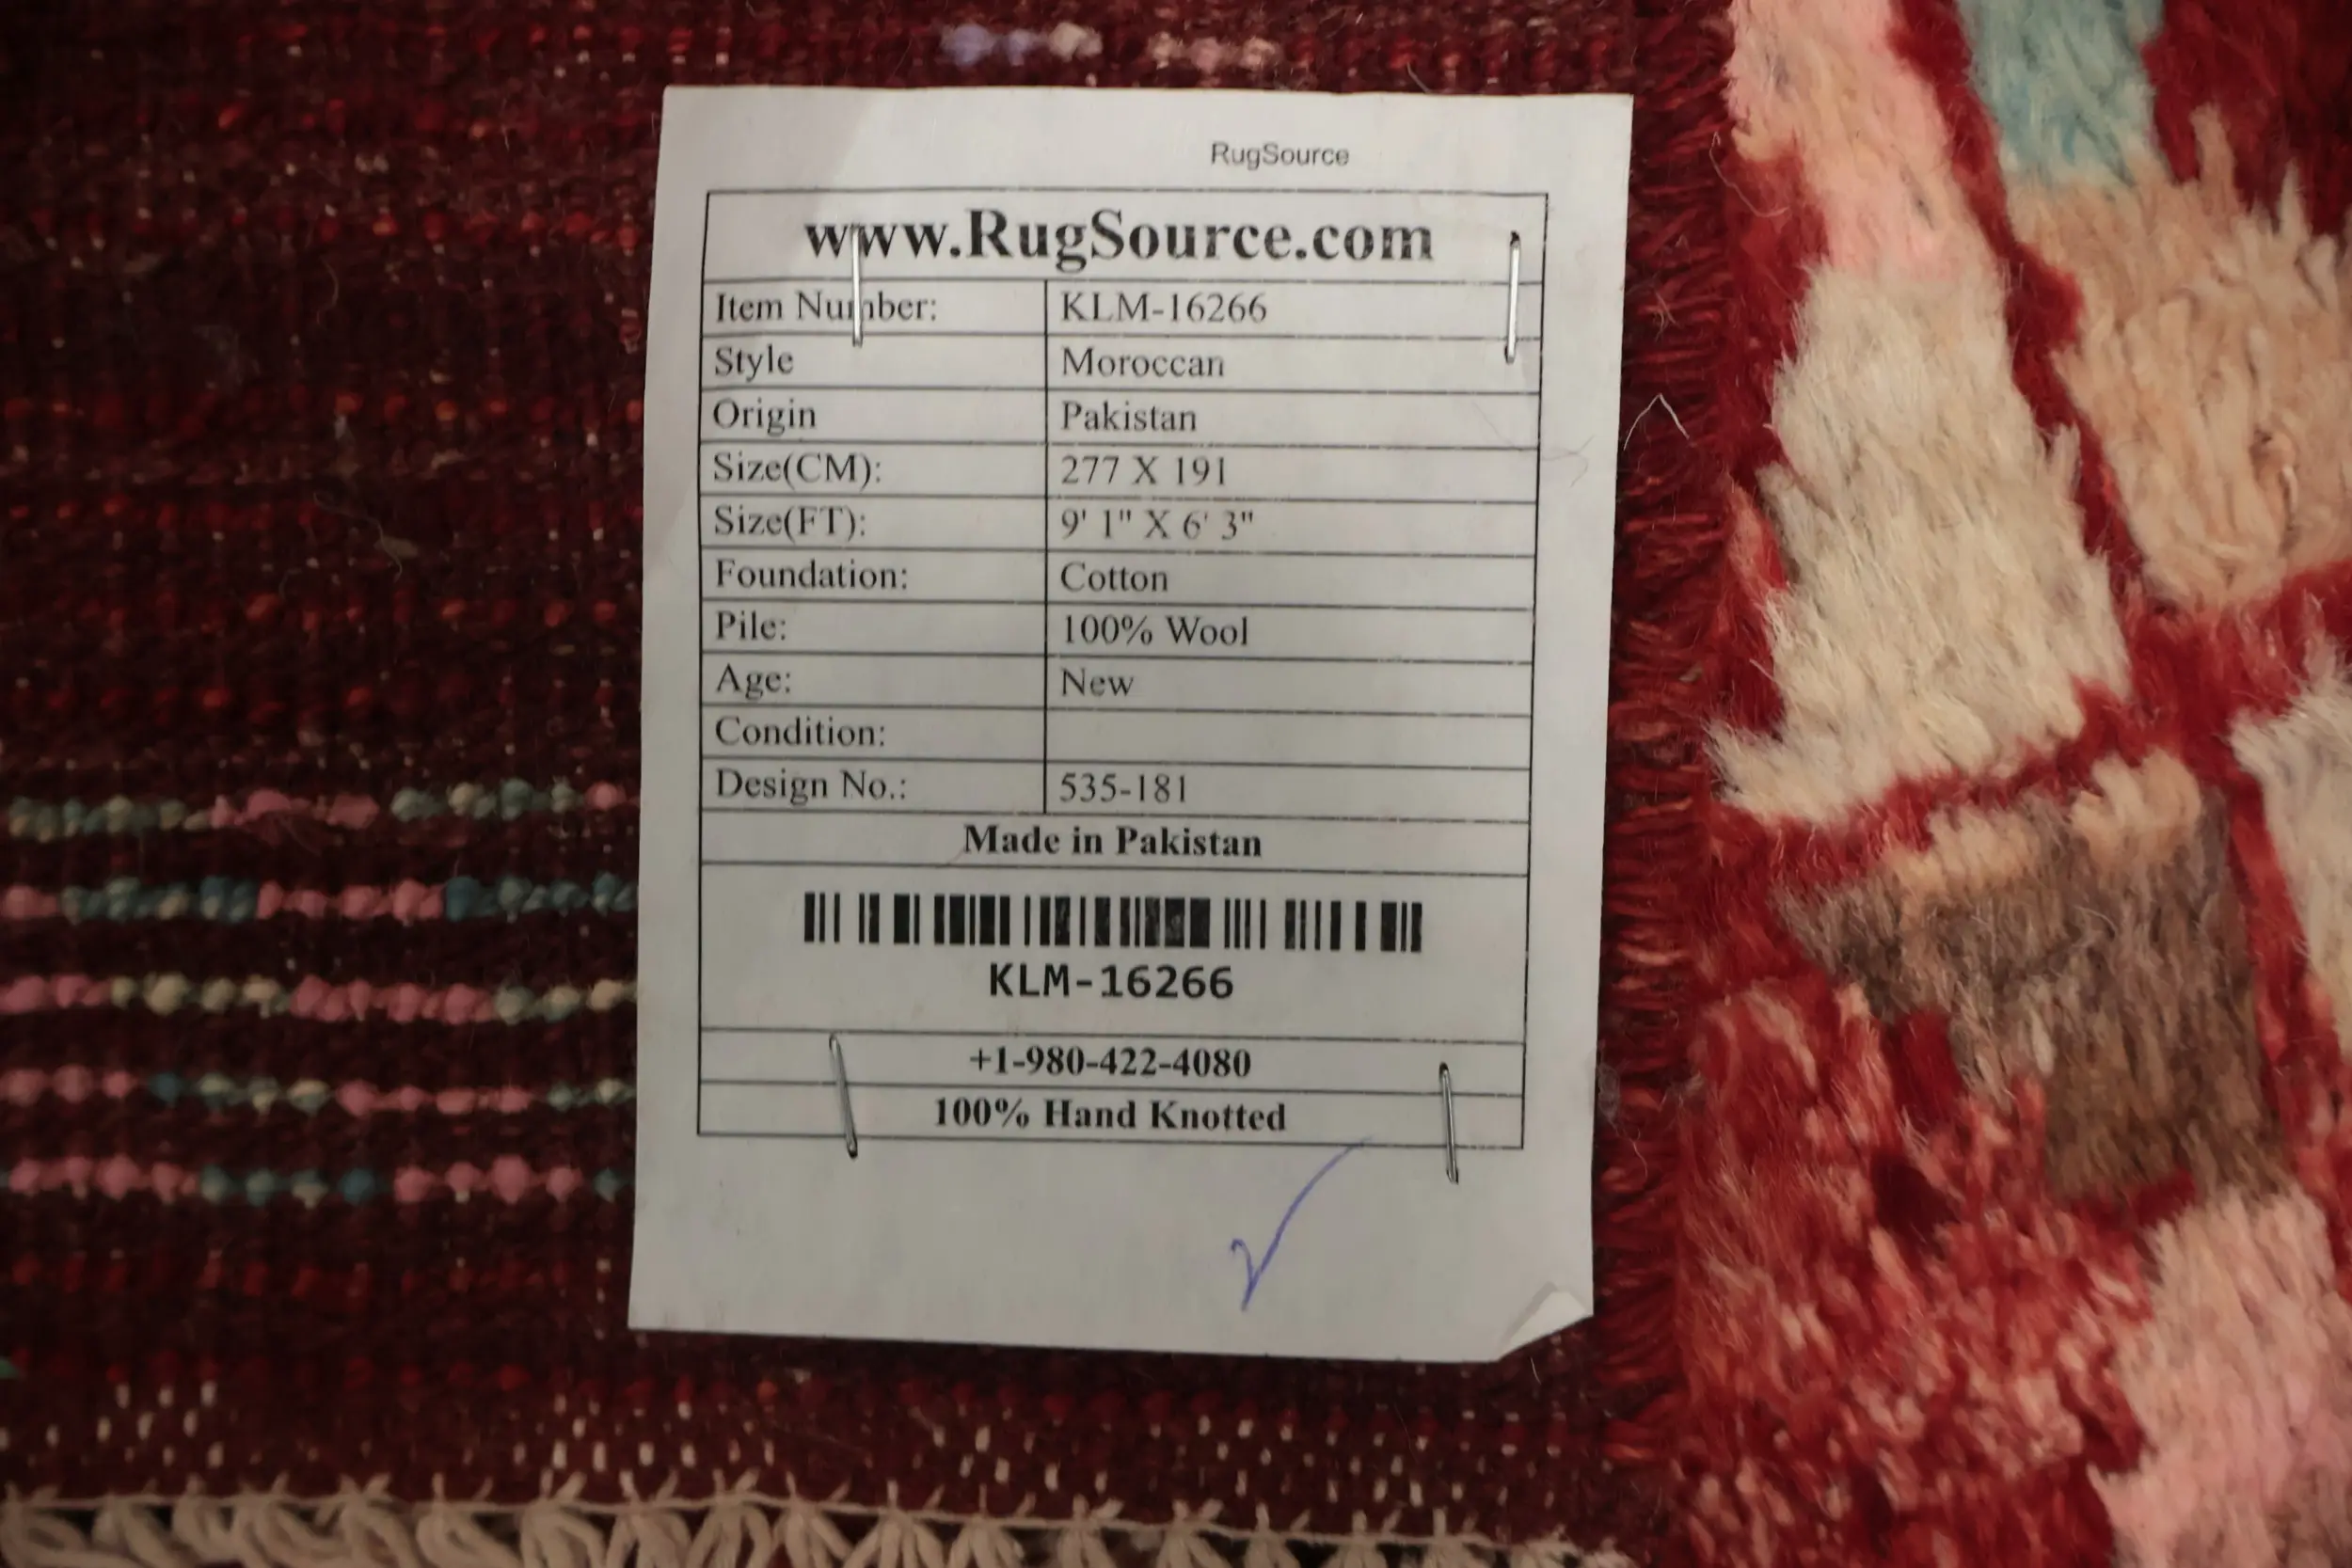 RugSource
www.RugSource.com
Item Number: KLM-16266
Style Moroccan
Origin Pakistan
Size(CM): 277 X 191
Size(FT): 9' 1" X 6' 3"
Foundation: Cotton
Pile: 100% Wool
Age: New
Condition:
Design No.: 535-181
Made in Pakistan
KLM-16266
+1-980-422-4080
100% Hand Knotted